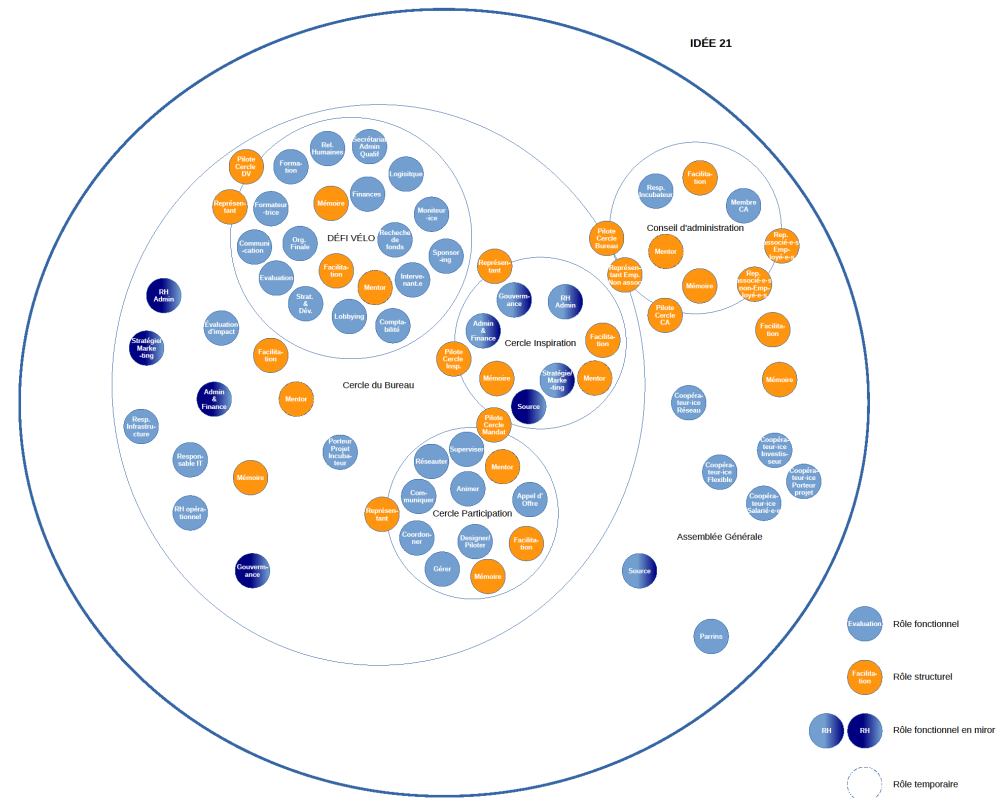 IDÉE 21
Secrétariat
Admin
Qualif
Rel.
Humaines
Pilote
Cercle
DV
Forma-
tion
Logisitque
Finances
Mémoire
Représen-
tant
Formateur
-trice
Moniteur
-ice
DÉFI VÉLO
Recheche
de
fonds
Org.
Finale
Communi
-cation
Sponsor
-ing
Facilita-
tion
Evaluation
Interve-
nant.e
Mentor
Strat.
&
Dév.
Lobbying
Compta-
bilité
Facilita-
tion
Resp.
Incubateur
Membre
CA
Conseil d'administration
Pilote
Cercle
Bureau
Mentor
Rep.
associé-e-s
Emp-
loyé-e-s
Représen-
tant Emp.
Non assoc
Mémoire
Rep.
associé-e-s
non-Emp-
loyé-e-s
Pilote
Cercle
CA
Facilita-
tion
Mémoire
Représen-
tant
Gouverm-
ance
RH
Admin
Admin
&
Finance
Cercle Inspiration
Facilita-
tion
Pilote
Cercle
Insp.
Mémoire
Stratégie/
Marke
-ting
Mentor
Source
RH
Admin
Stratégie/
Marke
-ting
Evaluation
d'impact
Facilita-
tion
Cercle du Bureau
Admin
&
Finance
Mentor
Resp.
Infrastru-
cture
Porteur
Projet
Incuba-
teur
Respon-
sable IT
Mémoire
RH opéra-
tionnel
Gouverm-
ance
Pilote
Cercle
Mandat
Superviser
Réseauter
Mentor
Animer
Com-
muniquer
Appel d'
Offre
Représen-
tant
Cercle Participation
Coordon-
ner
Designer/
Piloter
Facilita-
tion
Gérer
Mémoire
Coopéra-
teur-ice
Réseau
Coopéra-
teur-ice
Investis-
seur
Coopéra-
teur-ice
Flexible
Coopéra-
teur-ice
Porteur
projet
Coopéra-
teur-ice
Salarié-e-s
Assemblée Générale
Source
Parrins
Evaluation
Rôle fonctionnel
Facilita-
tion
Rôle structurel
RH
RH
Rôle fonctionnel en miror
Rôle temporaire